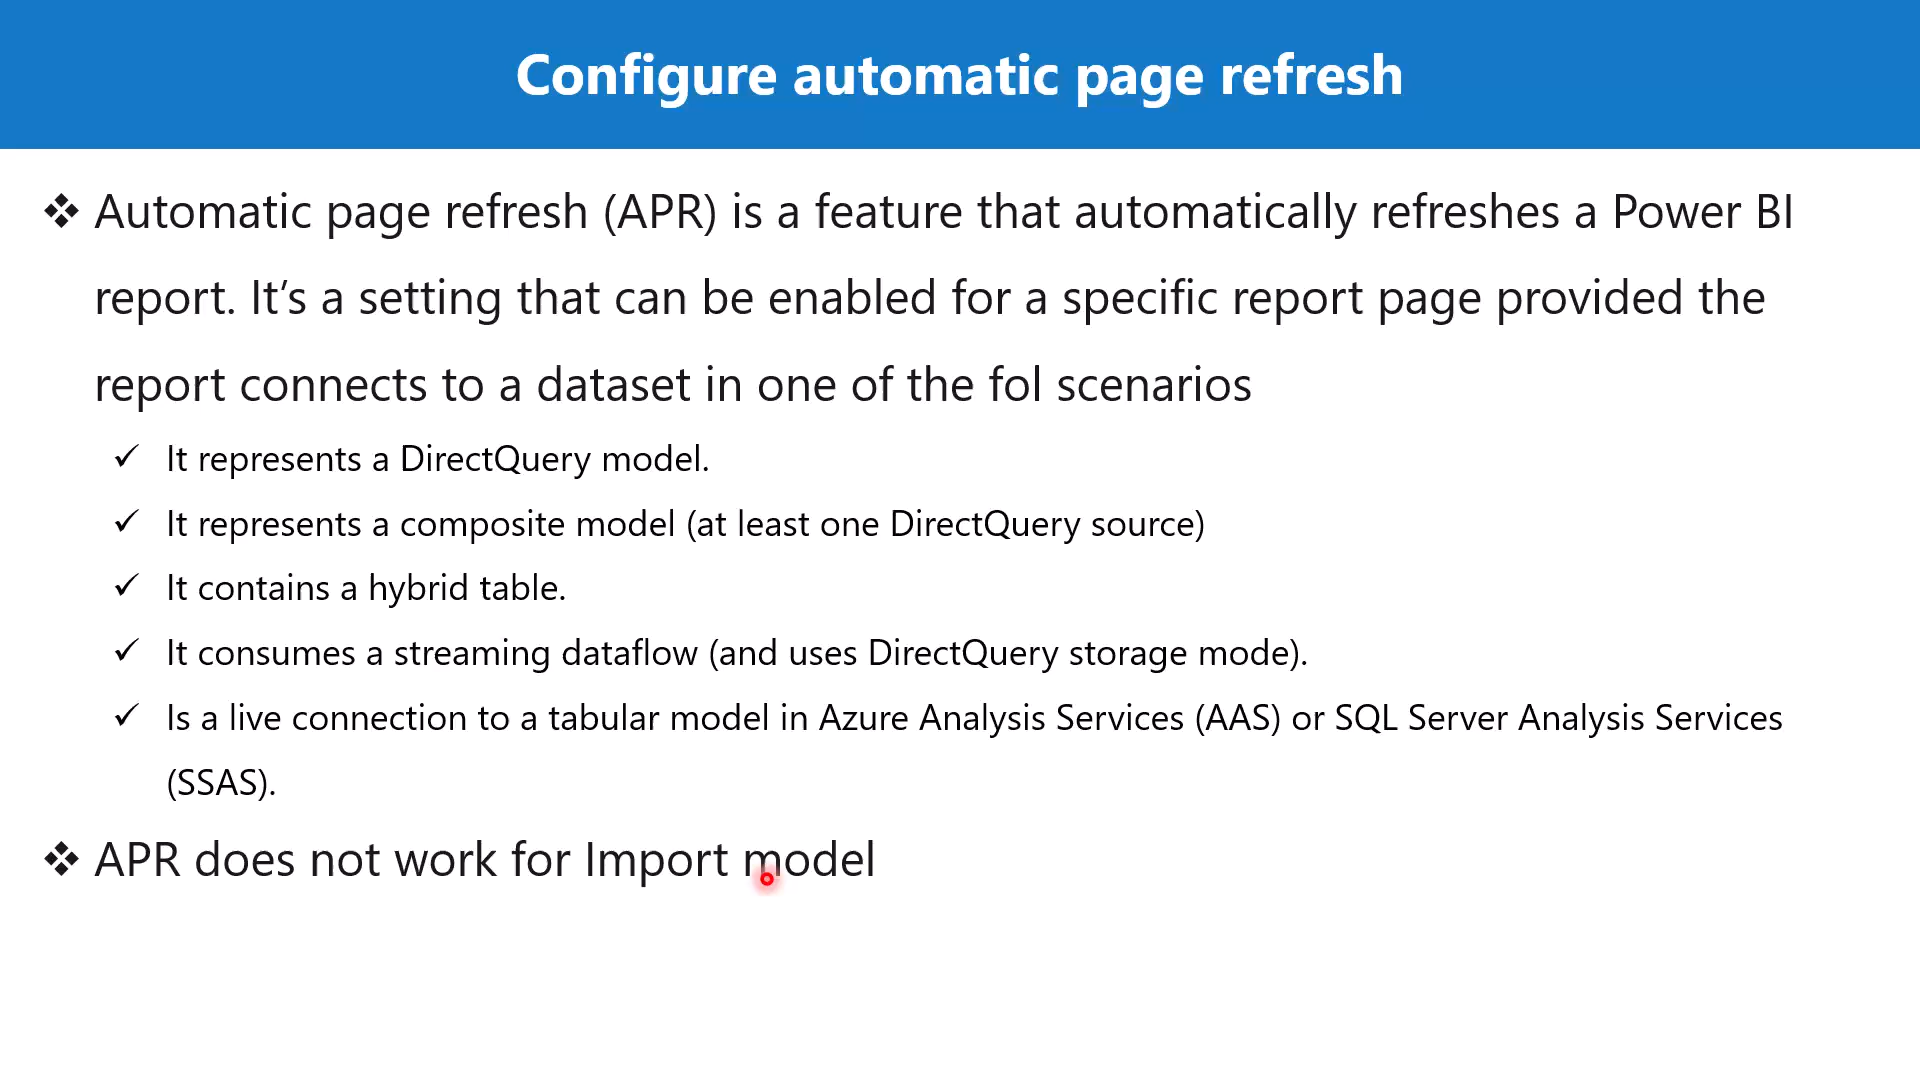 Configure automatic page refresh
❖ Automatic page refresh (APR) is a feature that automatically refreshes a Power BI
report. It’s a setting that can be enabled for a specific report page provided the
report connects to a dataset in one of the fol scenarios
✓ It represents a DirectQuery model.
✓ It represents a composite model (at least one DirectQuery source)
✓ It contains a hybrid table.
✓ It consumes a streaming dataflow (and uses DirectQuery storage mode).
✓ Is a live connection to a tabular model in Azure Analysis Services (AAS) or SQL Server Analysis Services
(SSAS).
❖ APR does not work for Import model